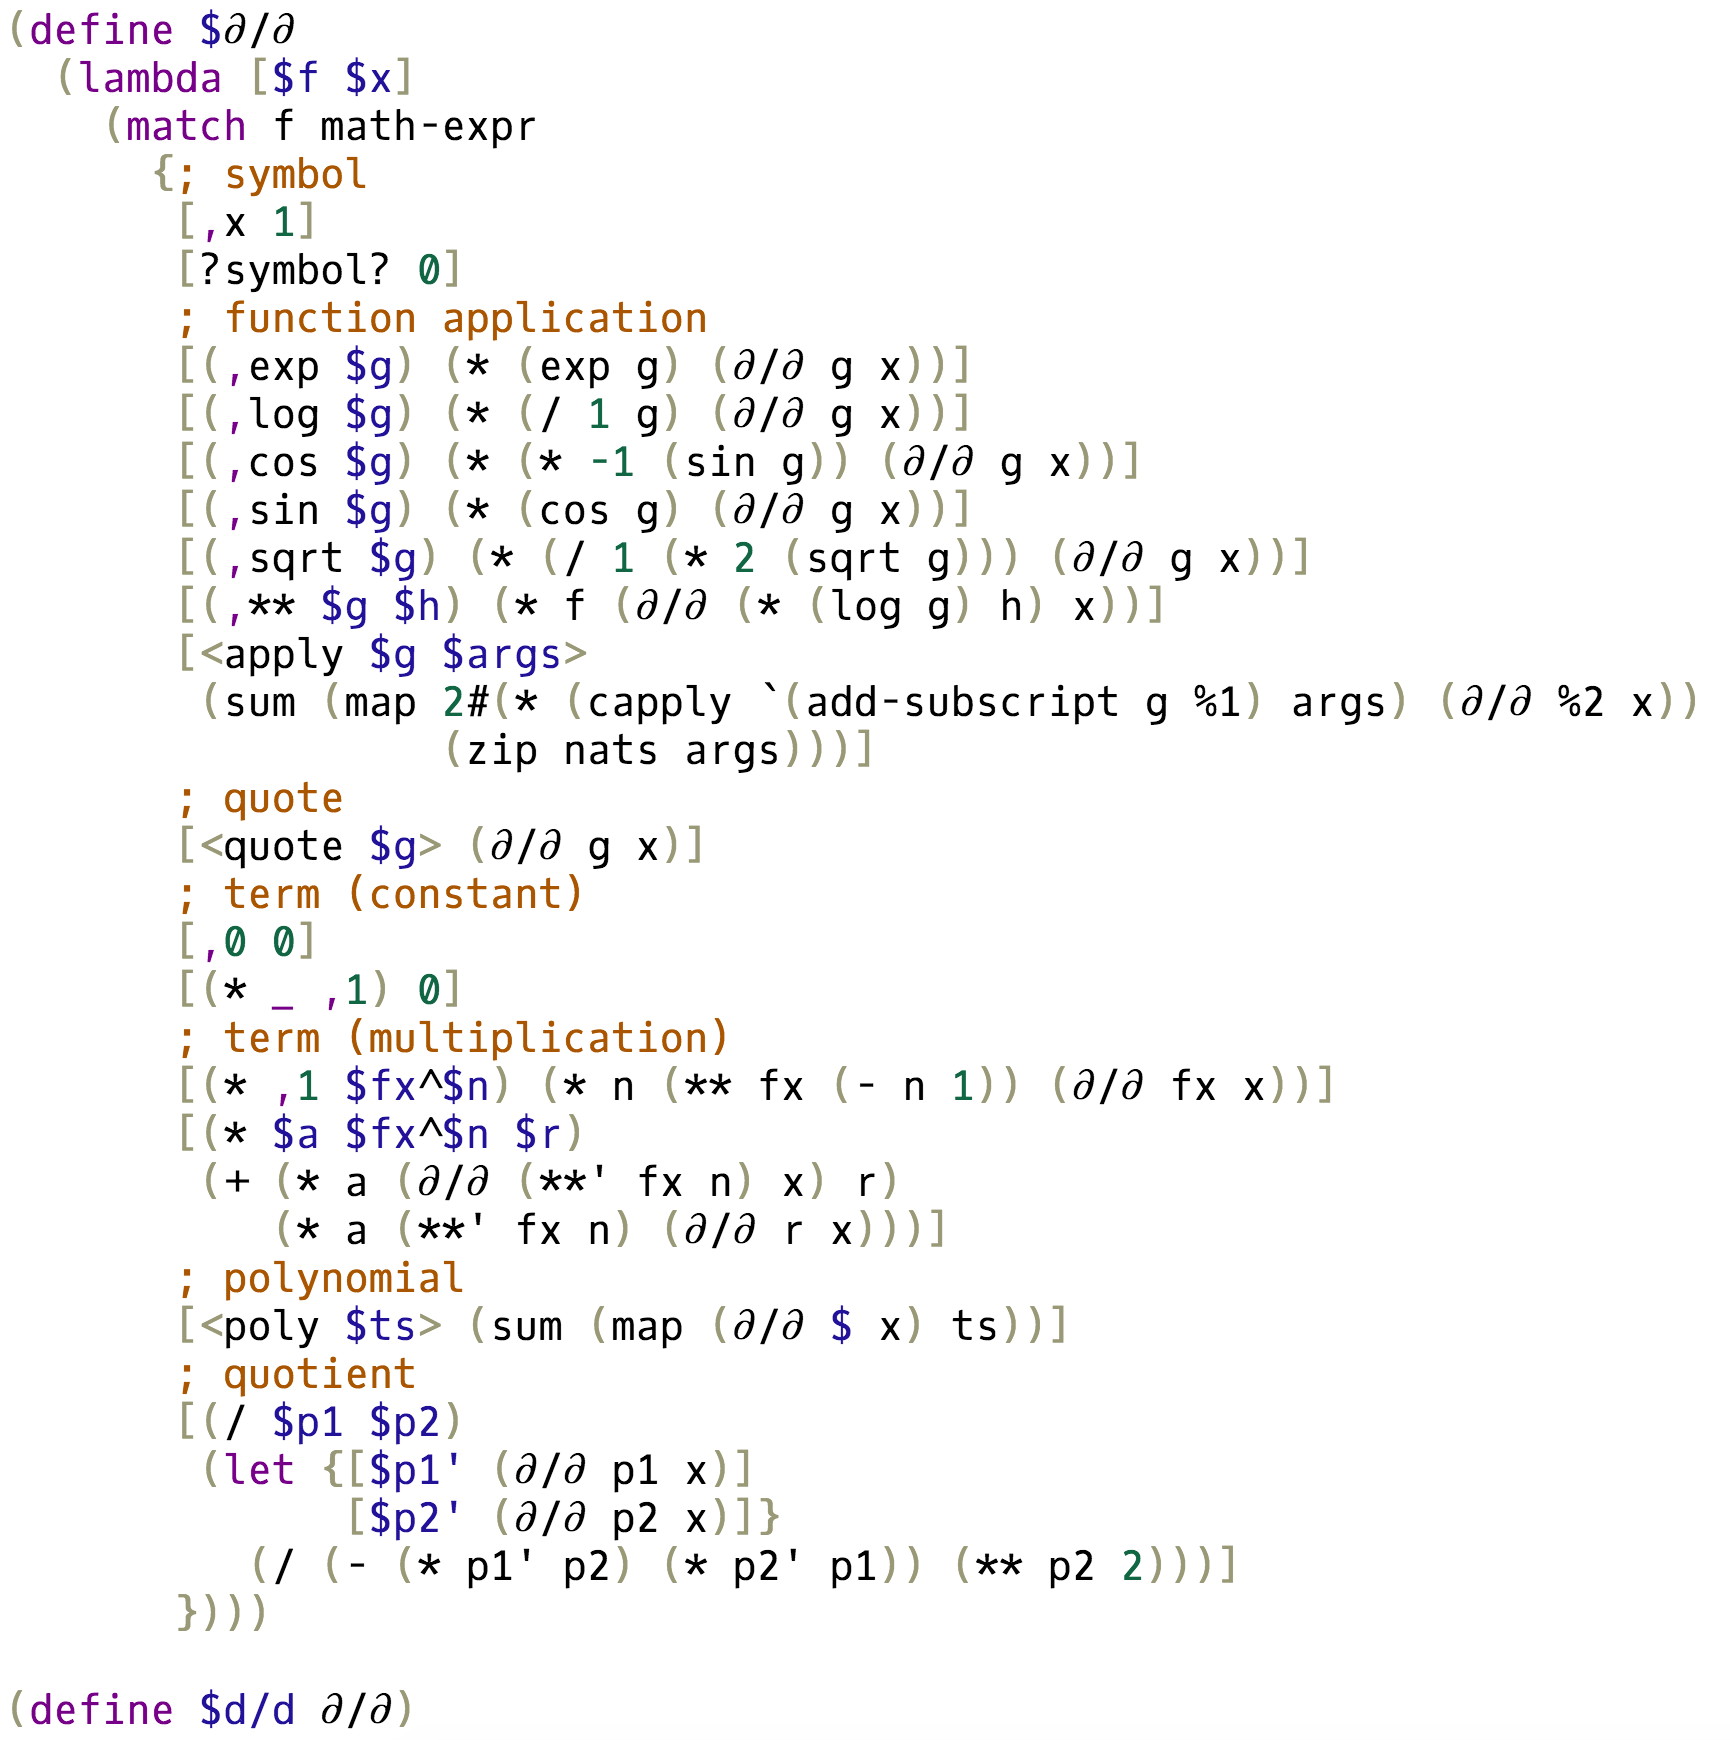 (define $∂/∂
  (lambda [$f $x]
    (match f math-expr
      {; symbol
       [,x 1]
       [?symbol? 0]
       ; function application
       [(,exp $g) (* (exp g) (∂/∂ g x))]
       [(,log $g) (* (/ 1 g) (∂/∂ g x))]
       [(,cos $g) (* (* -1 (sin g)) (∂/∂ g x))]
       [(,sin $g) (* (cos g) (∂/∂ g x))]
       [(,sqrt $g) (* (/ 1 (* 2 (sqrt g))) (∂/∂ g x))]
       [(,** $g $h) (* f (∂/∂ (* (log g) h) x))]
       [<apply $g $args>
        (sum (map 2#(* (capply `(add-subscript g %1) args) (∂/∂ %2 x))
                  (zip nats args)))]
       ; quote
       [<quote $g> (∂/∂ g x)]
       ; term (constant)
       [,0 0]
       [(* _ ,1) 0]
       ; term (multiplication)
       [(* ,1 $fx^$n) (* n (** fx (- n 1)) (∂/∂ fx x))]
       [(* $a $fx^$n $r)
        (+ (* a (∂/∂ (**' fx n) x) r)
           (* a (**' fx n) (∂/∂ r x)))]
       ; polynomial
       [<poly $ts> (sum (map (∂/∂ $ x) ts))]
       ; quotient
       [(/ $p1 $p2)
        (let {[$p1' (∂/∂ p1 x)]
              [$p2' (∂/∂ p2 x)]}
          (/ (- (* p1' p2) (* p2' p1)) (** p2 2)))]
       })))

(define $d/d ∂/∂)